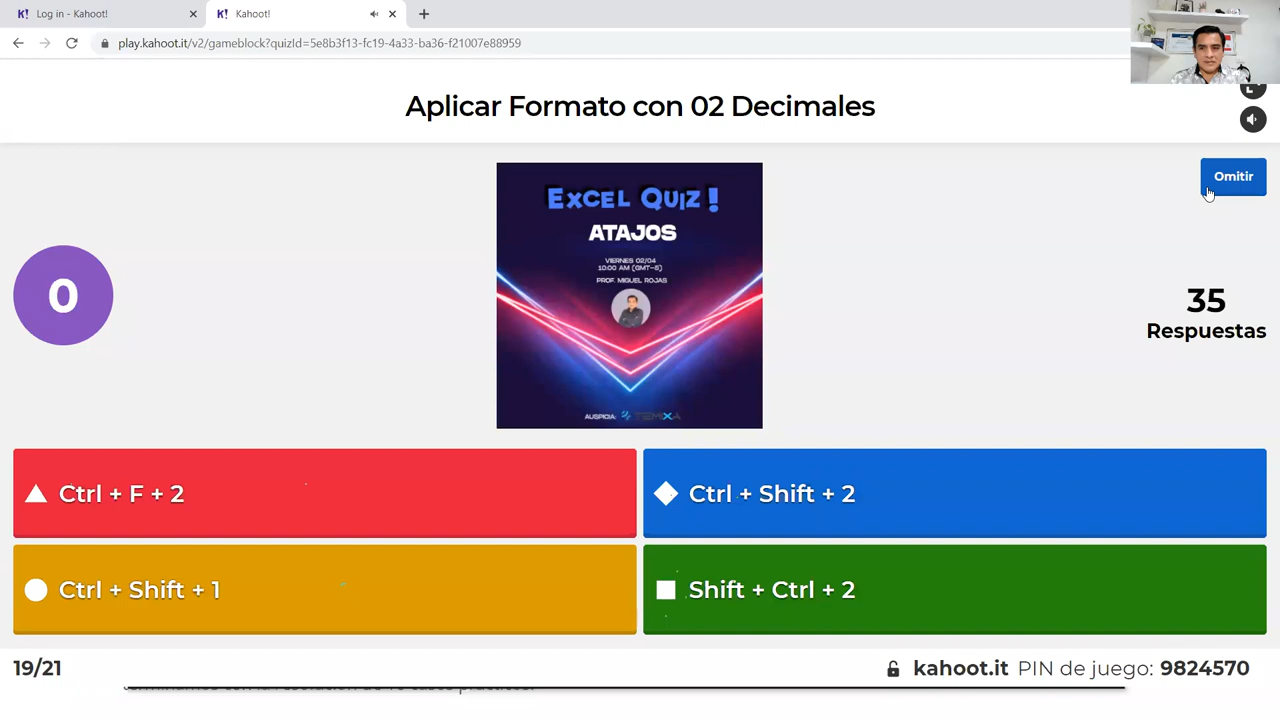 Log in - Kahoot!
Kahoot!
play.kahoot.it/v2/gameblock?quizId=5e8b3f13-fc19-4a33-ba36-f21007e88959
Aplicar Formato con 02 Decimales
Omitir
EXCEL QUIZ!
ATAJOS
VIERNES 02/04
10:00 AM (GMT-5)
PROF. MIGUEL ROJAS
AUSPICIA: TEMIXA
0
35
Respuestas
Ctrl + F + 2
Ctrl + Shift + 2
Ctrl + Shift + 1
Shift + Ctrl + 2
19/21
kahoot.it PIN de juego: 9824570